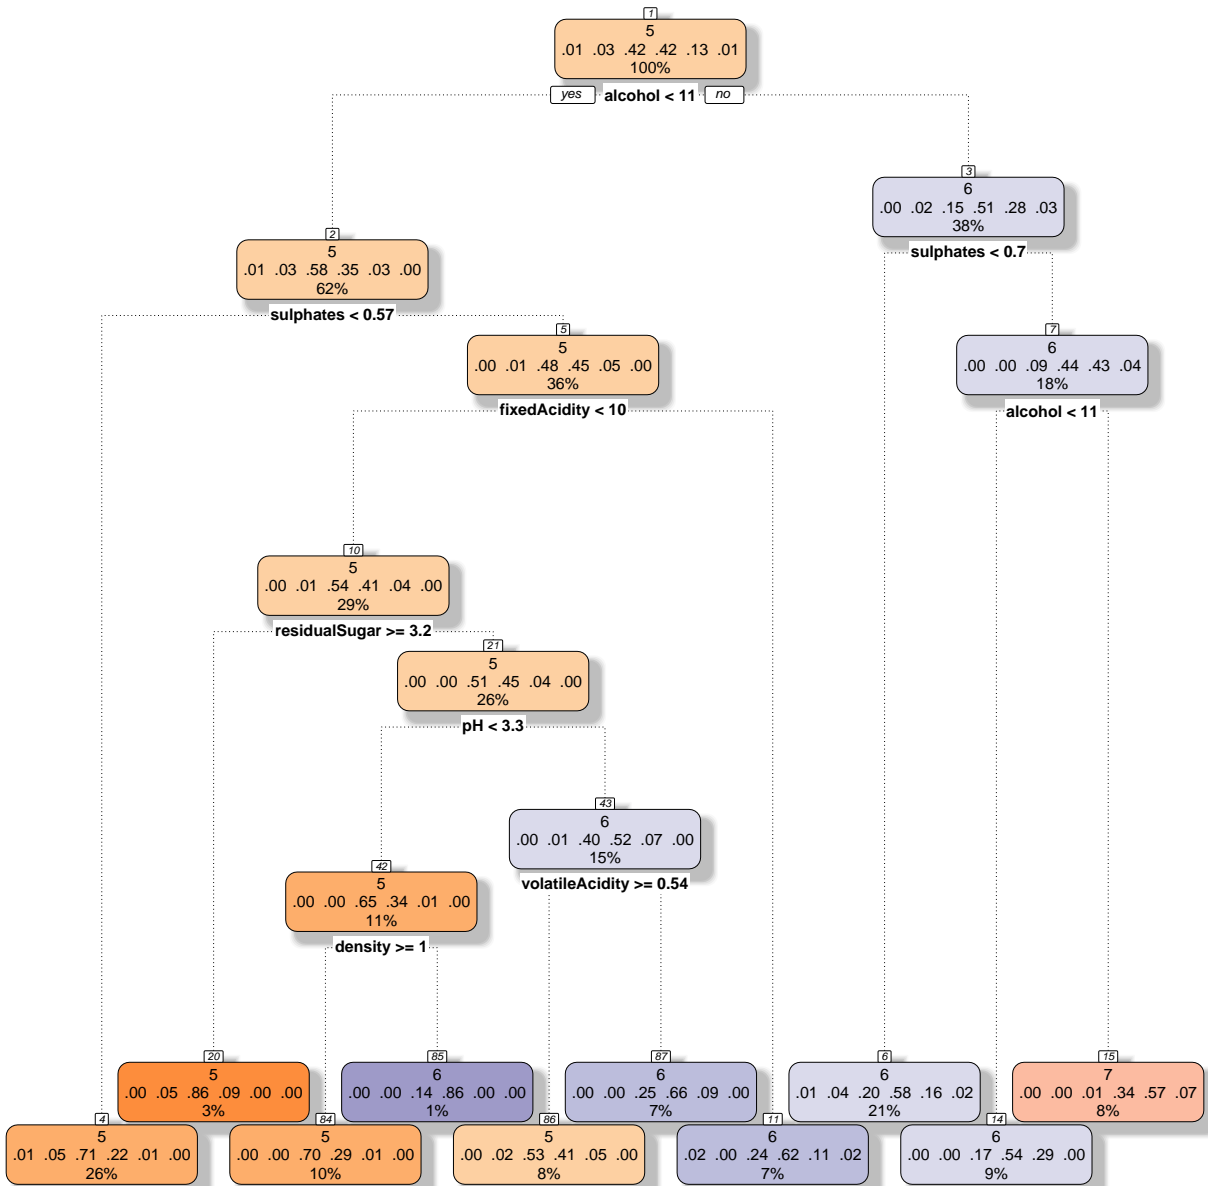 1
5
.01 .03 .42 .42 .13 .01
100%
yes alcohol < 11 no
3
6
.00 .02 .15 .51 .28 .03
38%
sulphates < 0.7
2
5
.01 .03 .58 .35 .03 .00
62%
sulphates < 0.57
5
5
.00 .01 .48 .45 .05 .00
36%
fixedAcidity < 10
7
6
.00 .00 .09 .44 .43 .04
18%
alcohol < 11
10
5
.00 .01 .54 .41 .04 .00
29%
residualSugar >= 3.2
21
5
.00 .00 .51 .45 .04 .00
26%
pH < 3.3
43
6
.00 .01 .40 .52 .07 .00
15%
volatileAcidity >= 0.54
42
5
.00 .00 .65 .34 .01 .00
11%
density >= 1
20
5
.00 .05 .86 .09 .00 .00
3%
85
6
.00 .00 .14 .86 .00 .00
1%
87
6
.00 .00 .25 .66 .09 .00
7%
6
6
.01 .04 .20 .58 .16 .02
21%
15
7
.00 .00 .01 .34 .57 .07
8%
4
5
.01 .05 .71 .22 .01 .00
26%
84
5
.00 .00 .70 .29 .01 .00
10%
86
5
.00 .02 .53 .41 .05 .00
8%
11
6
.02 .00 .24 .62 .11 .02
7%
14
6
.00 .00 .17 .54 .29 .00
9%